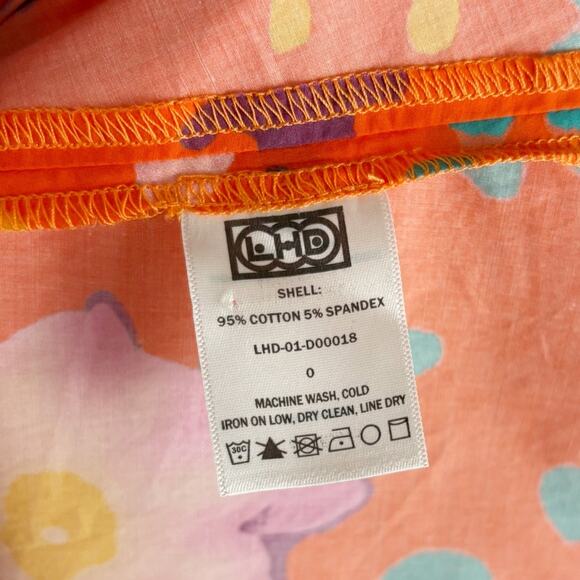 LHD
SHELL:
95% COTTON 5% SPANDEX
LHD-01-D00018
0
MACHINE WASH, COLD
IRON ON LOW, DRY CLEAN, LINE DRY
30C